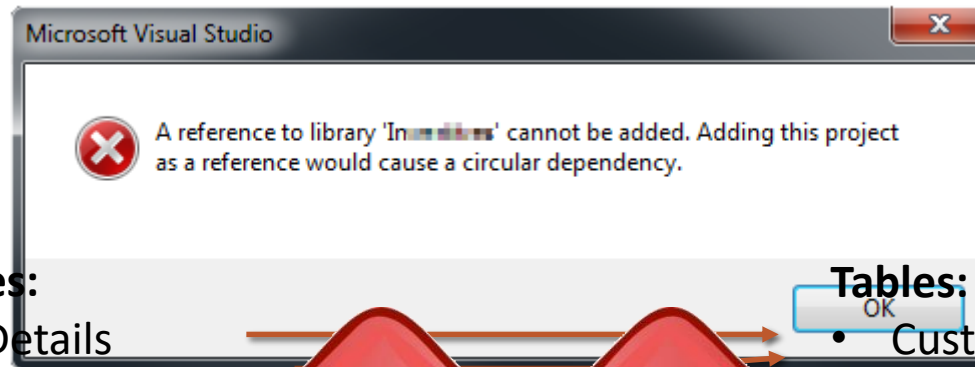 Microsoft Visual Studio
A reference to library ' ' cannot be added. Adding this project
as a reference would cause a circular dependency.
es:
Tables:
OK
Details
• Cust